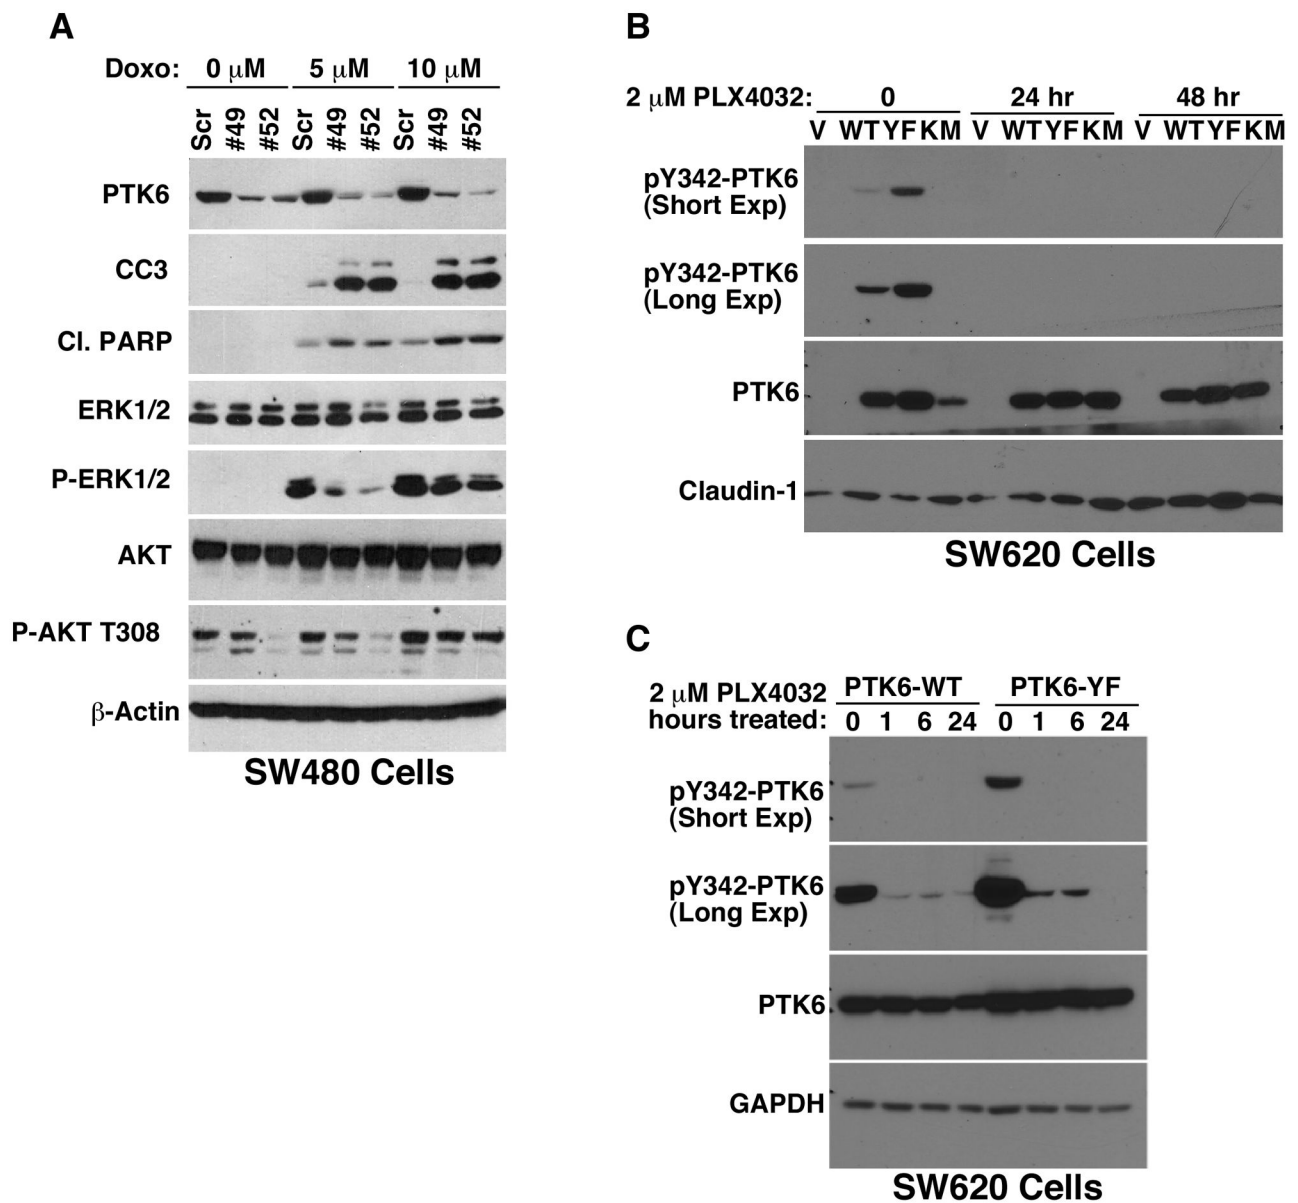 A
Doxo: 0 μM 5 μM 10 μM
Scr #49 #52 Scr #49 #52 Scr #49 #52
PTK6
CC3
Cl. PARP
ERK1/2
P-ERK1/2
AKT
P-AKT T308
β-Actin
SW480 Cells
B
2 μM PLX4032: 0 24 hr 48 hr
V WT YF KM V WT YF KM V WT YF KM
pY342-PTK6
(Short Exp)
pY342-PTK6
(Long Exp)
PTK6
Claudin-1
SW620 Cells
C
2 μM PLX4032 PTK6-WT PTK6-YF
hours treated: 0 1 6 24 0 1 6 24
pY342-PTK6
(Short Exp)
pY342-PTK6
(Long Exp)
PTK6
GAPDH
SW620 Cells